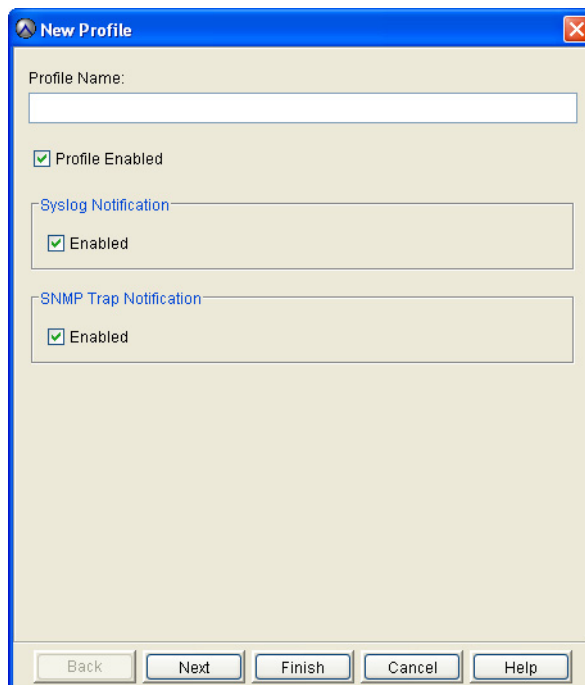 New Profile
Profile Name:
Profile Enabled
Syslog Notification
Enabled
SNMP Trap Notification
Enabled
Back Next Finish Cancel Help